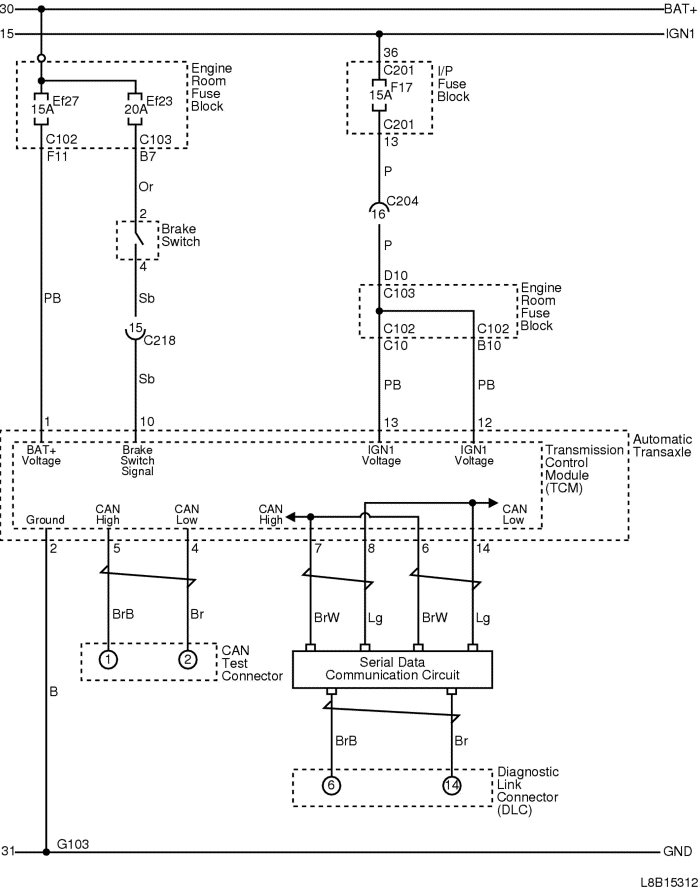 30
BAT+
15
IGN1
36
C201
F17
15A
C201
13
I/P
Fuse
Block
Engine
Room
Fuse
Block
Ef27
15A
Ef23
20A
C102
C103
F11
B7
P
Or
C204
16
2
Brake
Switch
4
P
D10
C103
Engine
Room
Fuse
Block
PB
Sb
15
C218
C102
C102
C10
B10
Sb
PB
PB
1
10
13
12
Automatic
Transaxle
BAT+
Voltage
Brake
Switch
Signal
IGN1
Voltage
IGN1
Voltage
Transmission
Control
Module
(TCM)
Ground
CAN
High
CAN
Low
CAN
High
CAN
Low
2
5
4
7
8
6
14
BrB
Br
BrW
Lg
BrW
Lg
1
2
CAN
Test
Connector
Serial Data
Communication Circuit
B
BrB
Br
6
14
Diagnostic
Link
Connector
(DLC)
31
G103
GND
L8B15312